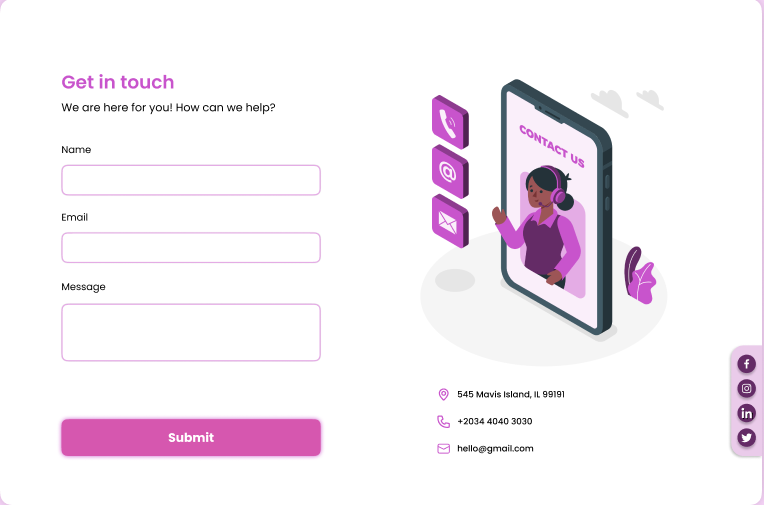 Get in touch
We are here for you! How can we help?
Name
Email
Message
Submit
CONTACT US
@
545 Mavis Island, IL 99191
+2034 4040 3030
hello@gmail.com
f
in